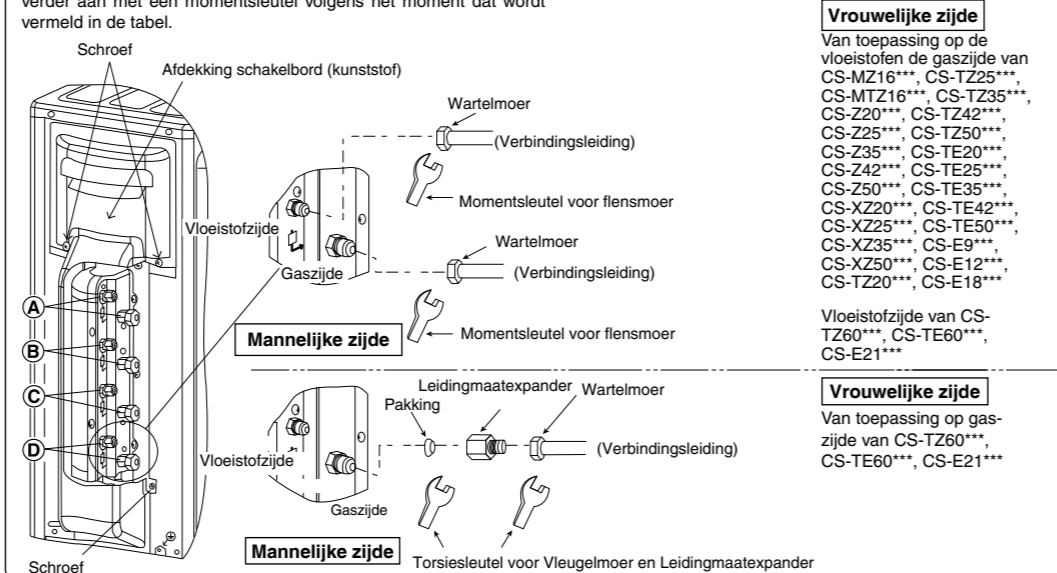 verder aan met een momentsleutel volgens het moment dat wordt
vermeld in de tabel.
Schroef
Afdekking schakelbord (kunststof)
Wartelmoer
(Verbindingsleiding)
Momentsleutel voor flensmoer
Vloeistofzijde
Gaszijde
Wartelmoer
(Verbindingsleiding)
Momentsleutel voor flensmoer
Mannelijke zijde
A
B
C
D
Vrouwelijke zijde
Van toepassing op de
vloeistofen de gaszijde van
CS-MZ16***, CS-TZ25***,
CS-MTZ16***, CS-TZ35***,
CS-Z20***, CS-TZ42***,
CS-Z25***, CS-TZ50***,
CS-Z35***, CS-TE20***,
CS-Z42***, CS-TE25***,
CS-Z50***, CS-TE35***,
CS-XZ20***, CS-TE42***,
CS-XZ25***, CS-TE50***,
CS-XZ35***, CS-E9***,
CS-XZ50***, CS-E12***,
CS-TZ20***, CS-E18***
Vloeistofzijde van CS-
TZ60***, CS-TE60***,
CS-E21***
Leidingmaatexpander
Wartelmoer
Pakking
(Verbindingsleiding)
Vloeistofzijde
Gaszijde
Mannelijke zijde
Torsiesleutel voor Vleugelmoer en Leidingmaatexpander
Schroef
Vrouwelijke zijde
Van toepassing op gas-
zijde van CS-TZ60***,
CS-TE60***, CS-E21***